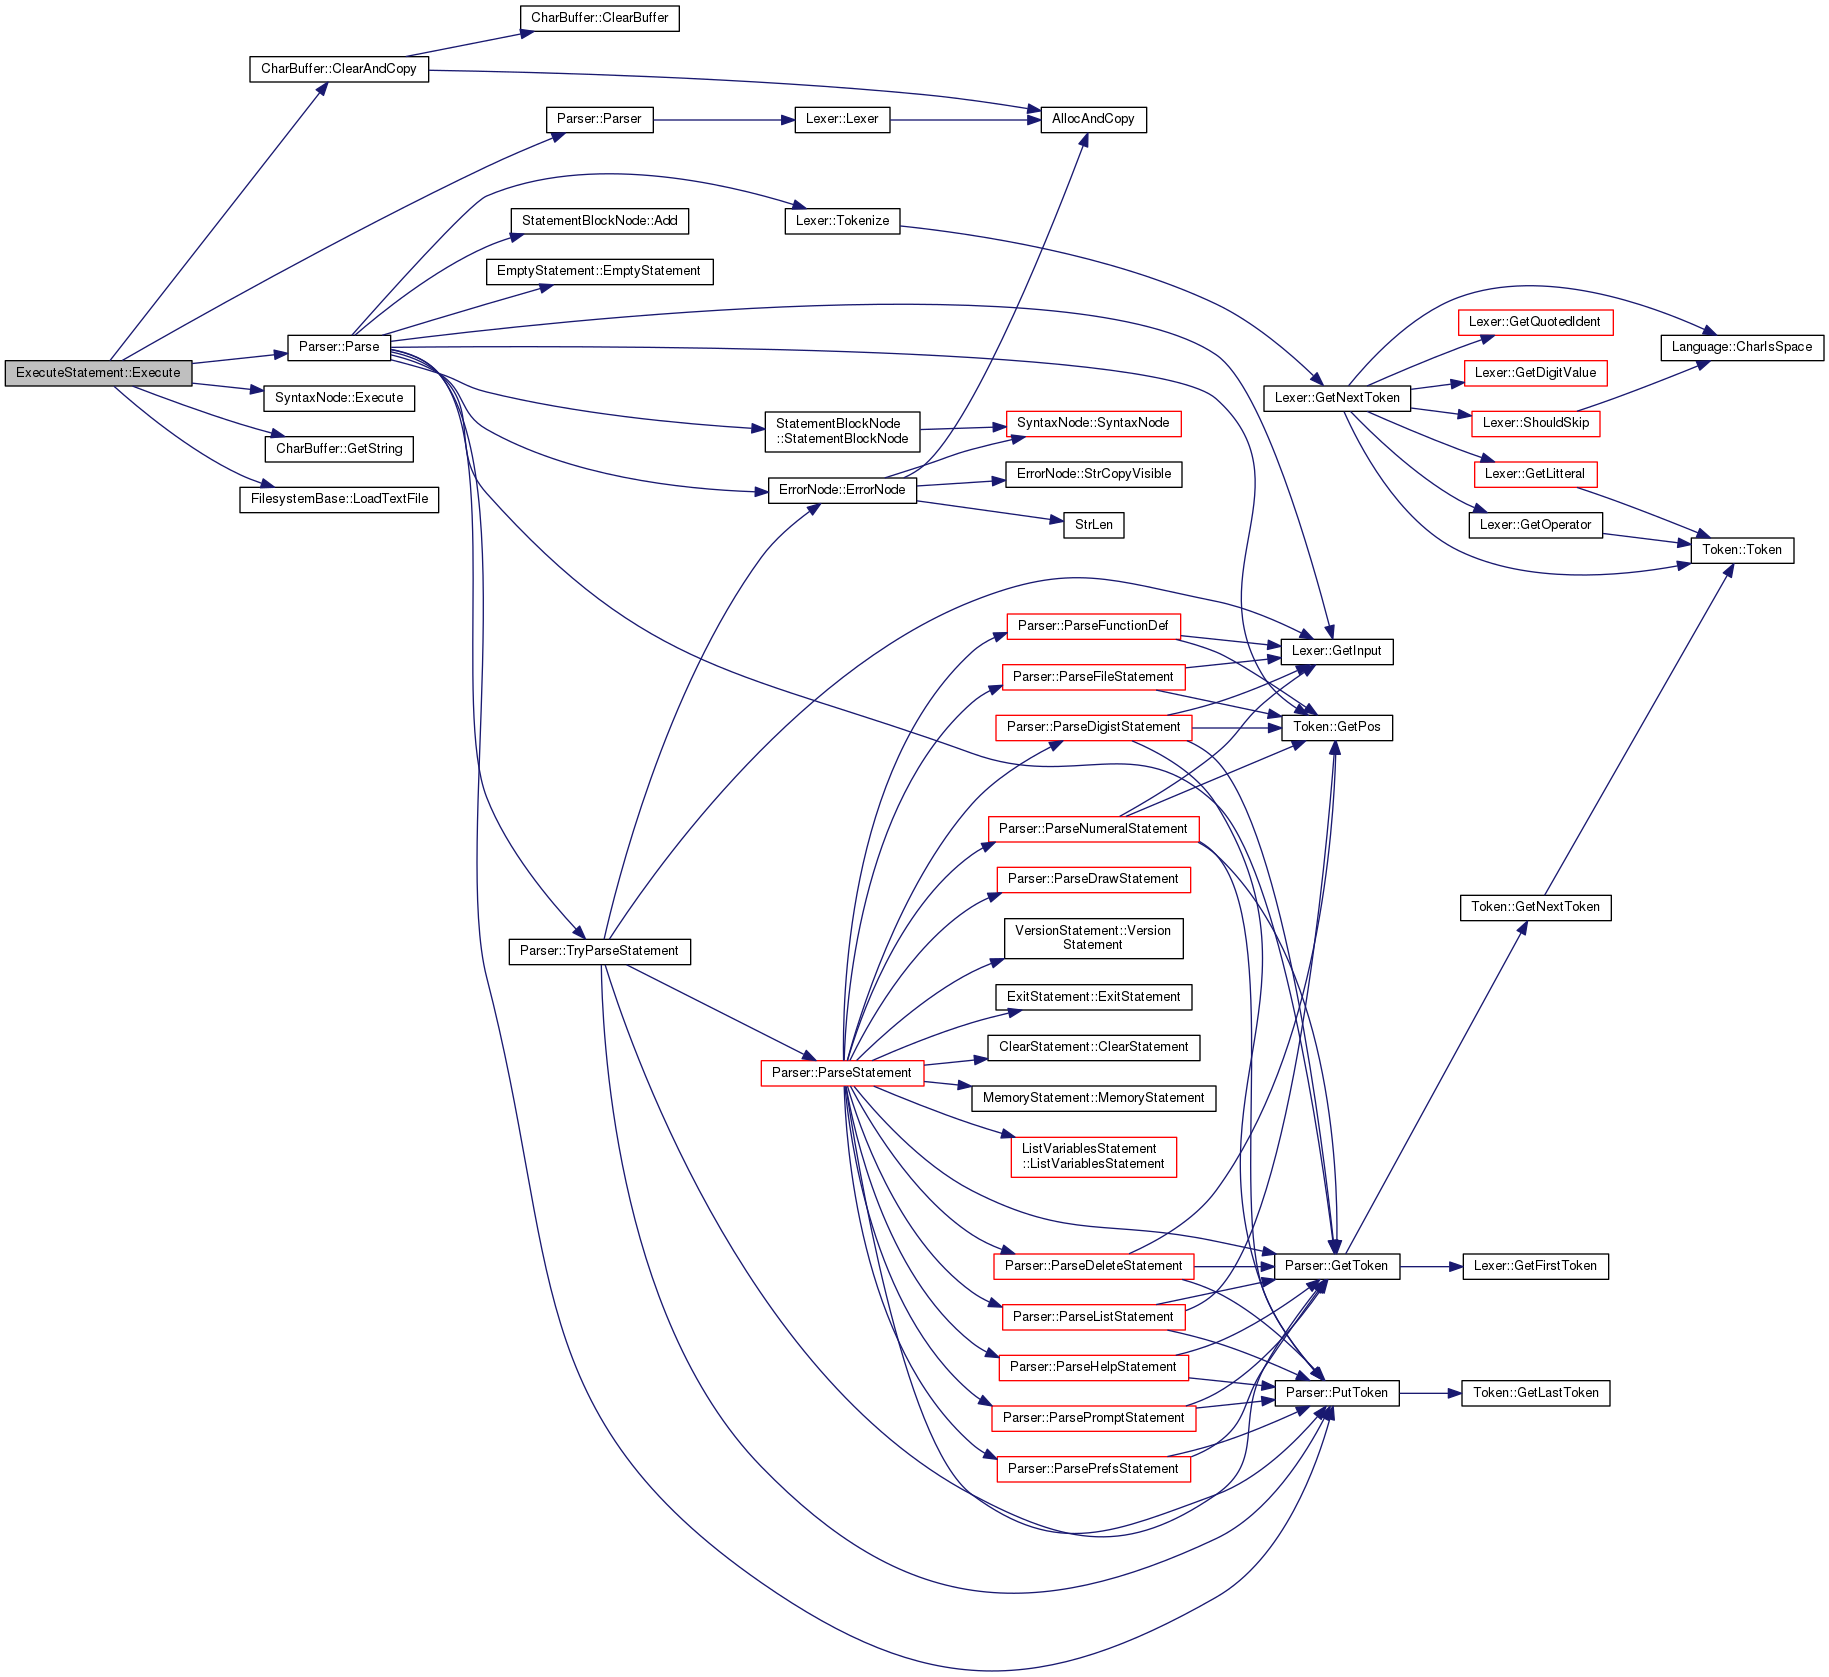 CharBuffer::ClearBuffer
CharBuffer::ClearAndCopy
Parser::Parser
Lexer::Lexer
AllocAndCopy
StatementBlockNode::Add
Lexer::Tokenize
EmptyStatement::EmptyStatement
Parser::Parse
ExecuteStatement::Execute
SyntaxNode::Execute
CharBuffer::GetString
FilesystemBase::LoadTextFile
Lexer::GetQuotedIdent
Language::CharIsSpace
Lexer::GetDigitValue
Lexer::GetNextToken
Lexer::ShouldSkip
StatementBlockNode
::StatementBlockNode
SyntaxNode::SyntaxNode
ErrorNode::StrCopyVisible
Lexer::GetLitteral
ErrorNode::ErrorNode
StrLen
Lexer::GetOperator
Token::Token
Parser::ParseFunctionDef
Lexer::GetInput
Parser::ParseFileStatement
Parser::ParseDigistStatement
Token::GetPos
Parser::ParseNumeralStatement
Parser::ParseDrawStatement
Token::GetNextToken
VersionStatement::Version
Statement
Parser::TryParseStatement
ExitStatement::ExitStatement
ClearStatement::ClearStatement
Parser::ParseStatement
MemoryStatement::MemoryStatement
ListVariablesStatement
::ListVariablesStatement
Parser::ParseDeleteStatement
Parser::GetToken
Lexer::GetFirstToken
Parser::ParseListStatement
Parser::ParseHelpStatement
Parser::PutToken
Token::GetLastToken
Parser::ParsePromptStatement
Parser::ParsePrefsStatement